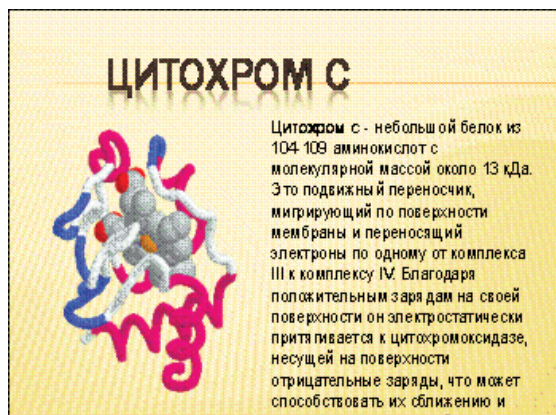 ЦИТОХРОМ С
Цитохром с - небольшой белок из
104-109 аминокислот с
молекулярной массой около 13 кДа.
Это подвижный переносчик,
мигрирующий по поверхности
мембраны и переносящий
электроны по одному от комплекса
III к комплексу IV. Благодаря
положительным зарядам на своей
поверхности он электростатически
притягивается к цитохромоксидазе,
несущей на поверхности
отрицательные заряды, что может
способствовать их сближению и